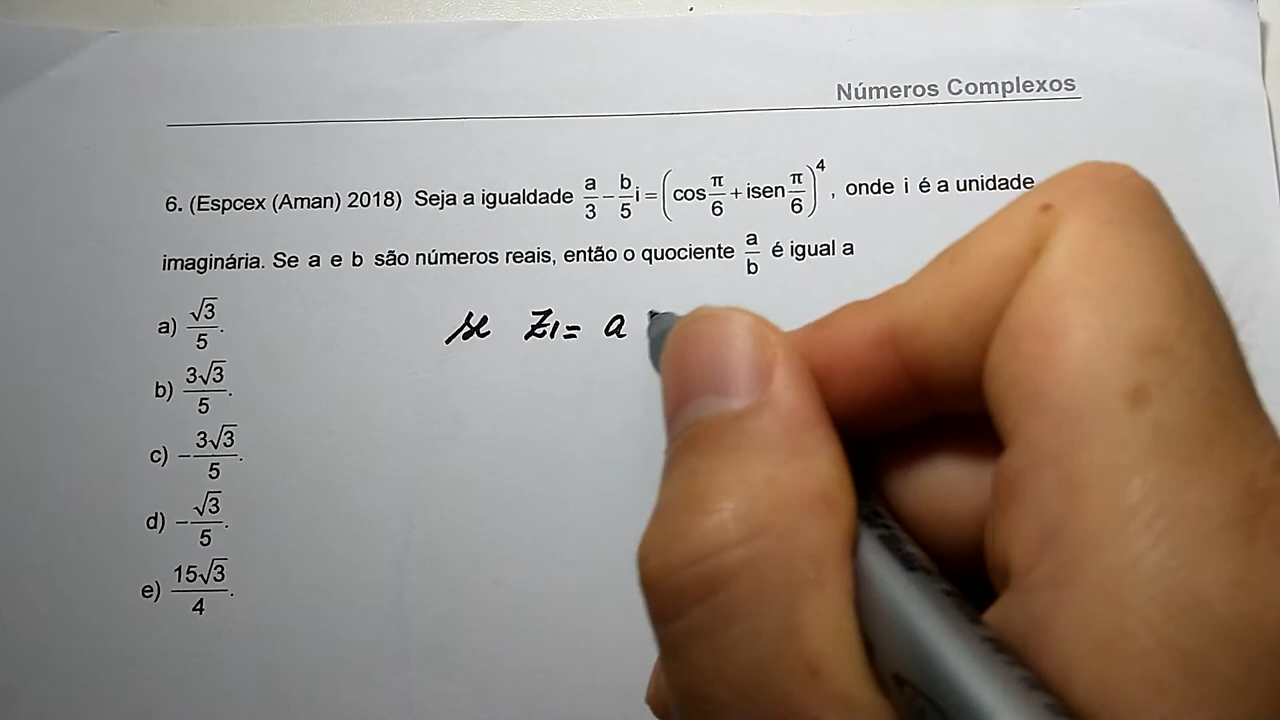 Números Complexos
6. (Espcex (Aman) 2018) Seja a igualdade a/3 − b/5 i = (cos π/6 + isen π/6)^4, onde i é a unidade
imaginária. Se a e b são números reais, então o quociente a/b é igual a
a) √3/5.
b) 3√3/5.
c) −3√3/5.
d) −√3/5.
e) 15√3/4.
se Z1= a